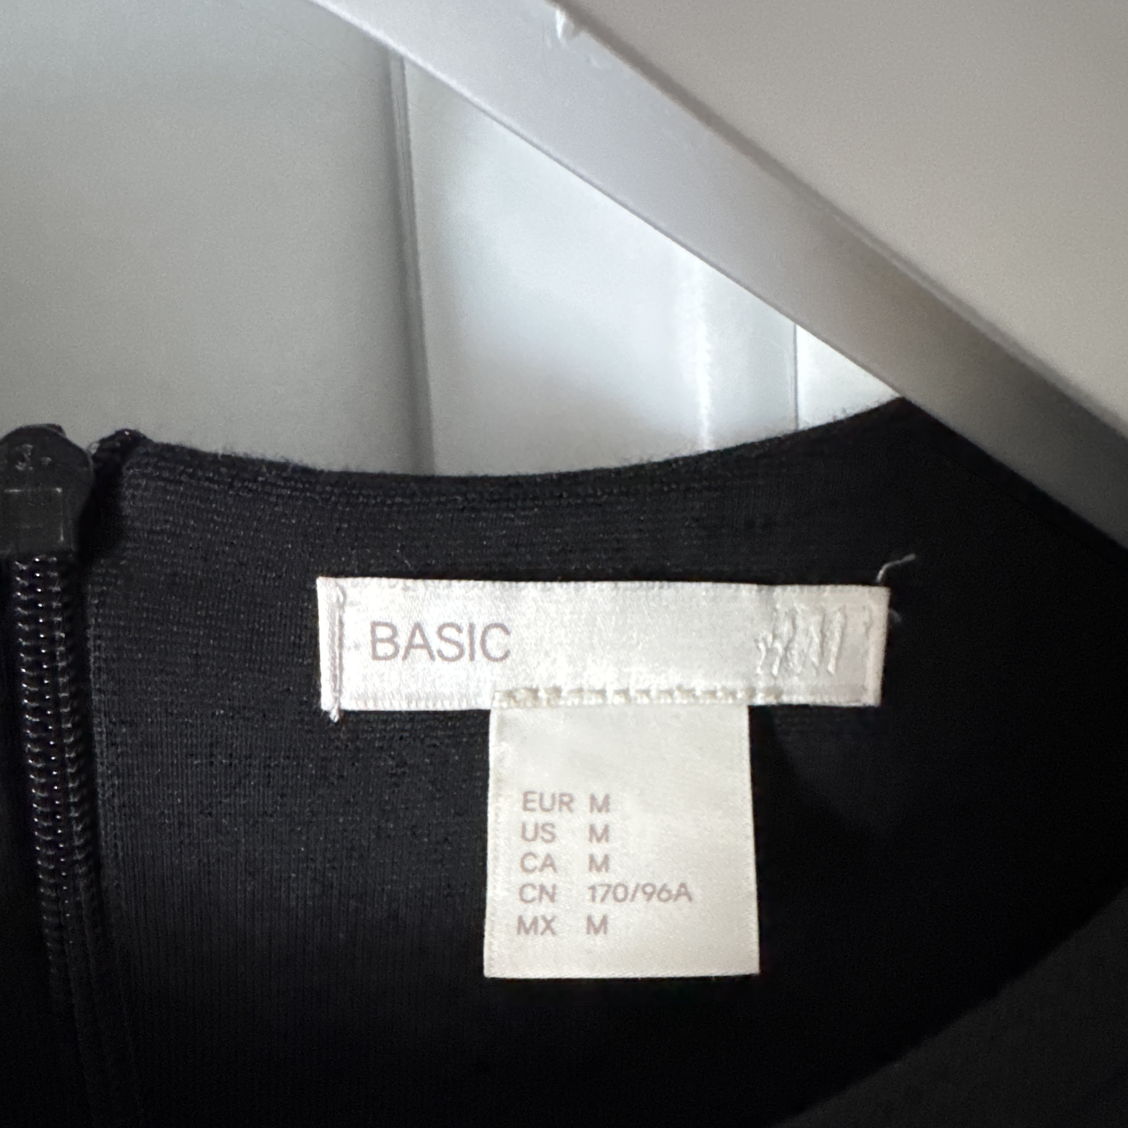 BASIC
EUR M
US M
CA M
CN 170/96A
MX M